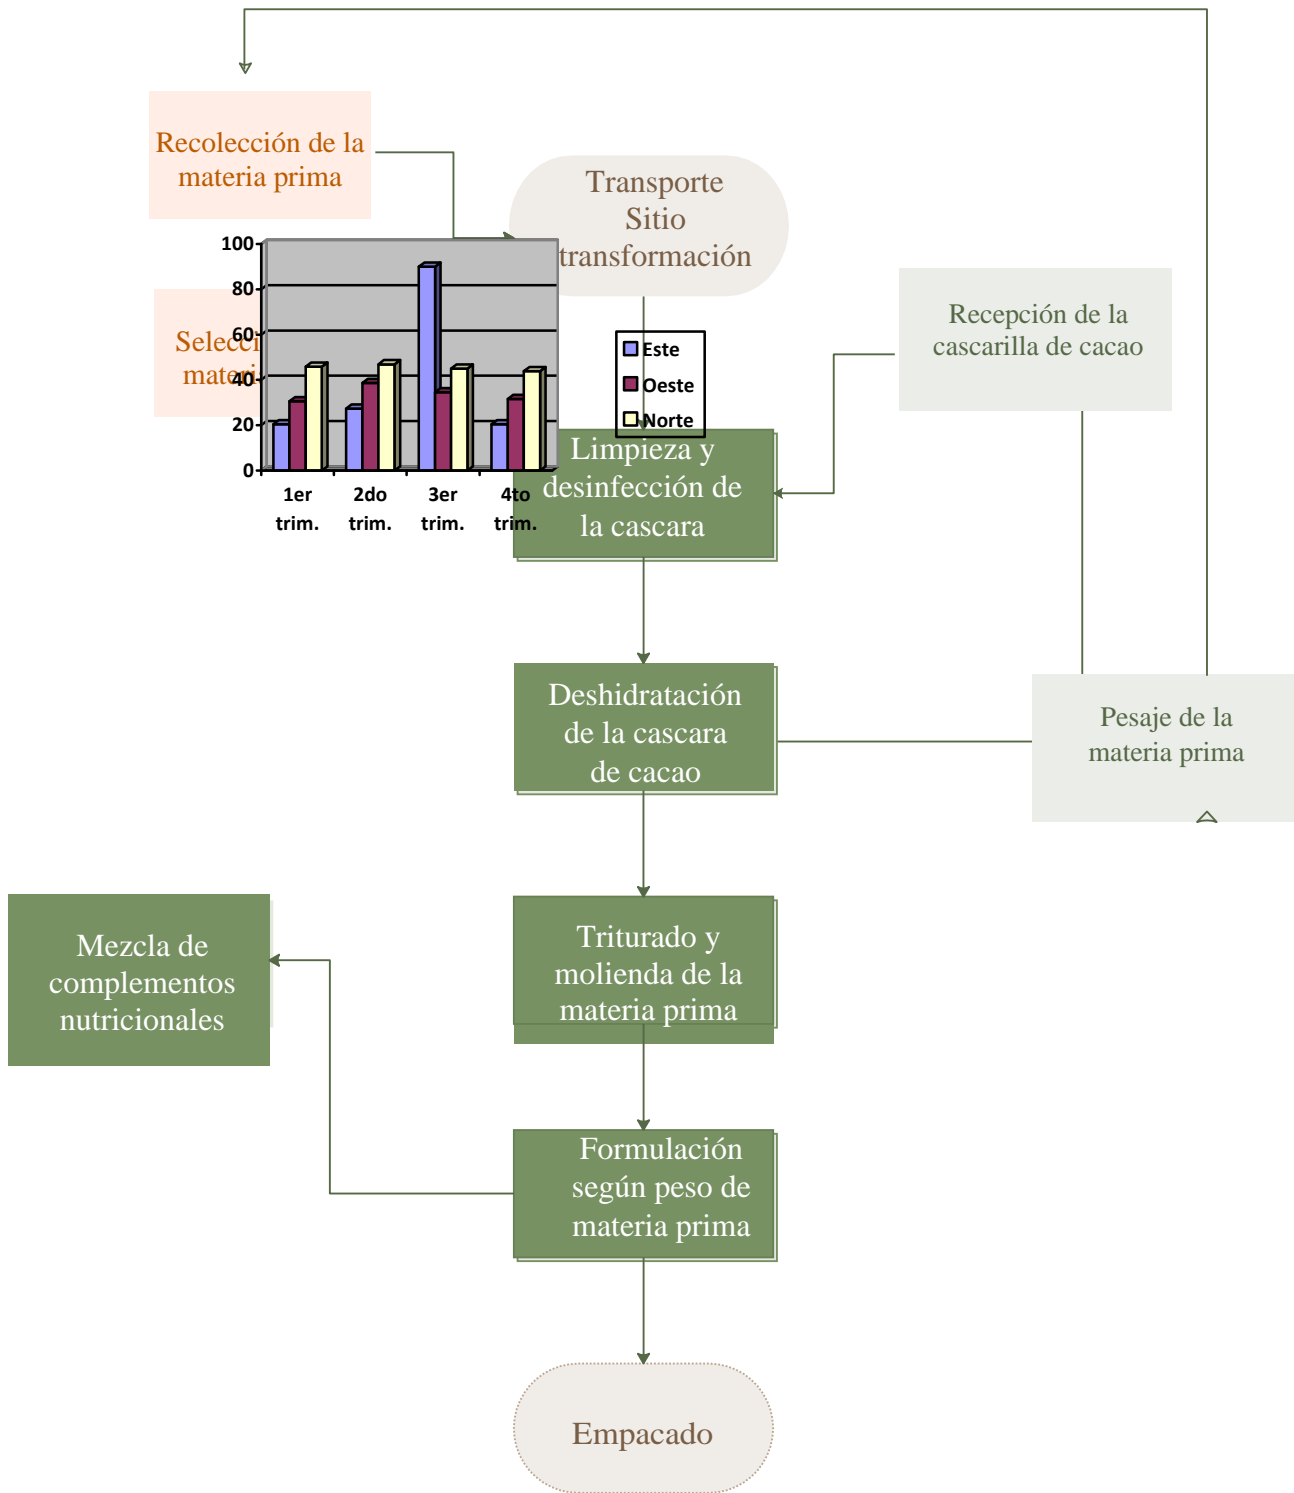 Recolección de la
materia prima
Transporte
Sitio
transformación
Recepción de la
cascarilla de cacao
100
80
60
40
20
0
1er
trim.
2do
trim.
3er
trim.
4to
trim.
Este
Oeste
Norte
Limpieza y
desinfección de
la cascara
Deshidratación
de la cascara
de cacao
Pesaje de la
materia prima
Mezcla de
complementos
nutricionales
Triturado y
molienda de la
materia prima
Formulación
según peso de
materia prima
Empacado